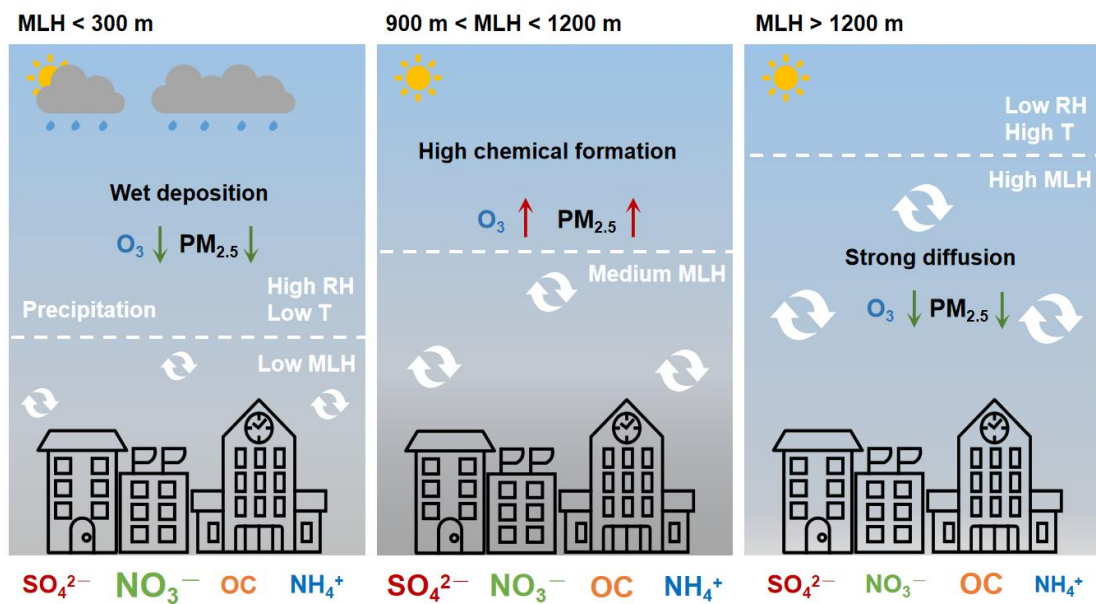 MLH < 300 m
Wet deposition
O₃ ↓ PM₂.₅ ↓
High RH
Precipitation Low T
Low MLH
SO₄²⁻ NO₃⁻ OC NH₄⁺
900 m < MLH < 1200 m
High chemical formation
O₃ ↑ PM₂.₅ ↑
Medium MLH
SO₄²⁻ NO₃⁻ OC NH₄⁺
MLH > 1200 m
Low RH
High T
High MLH
Strong diffusion
O₃ ↓ PM₂.₅ ↓
SO₄²⁻ NO₃⁻ OC NH₄⁺